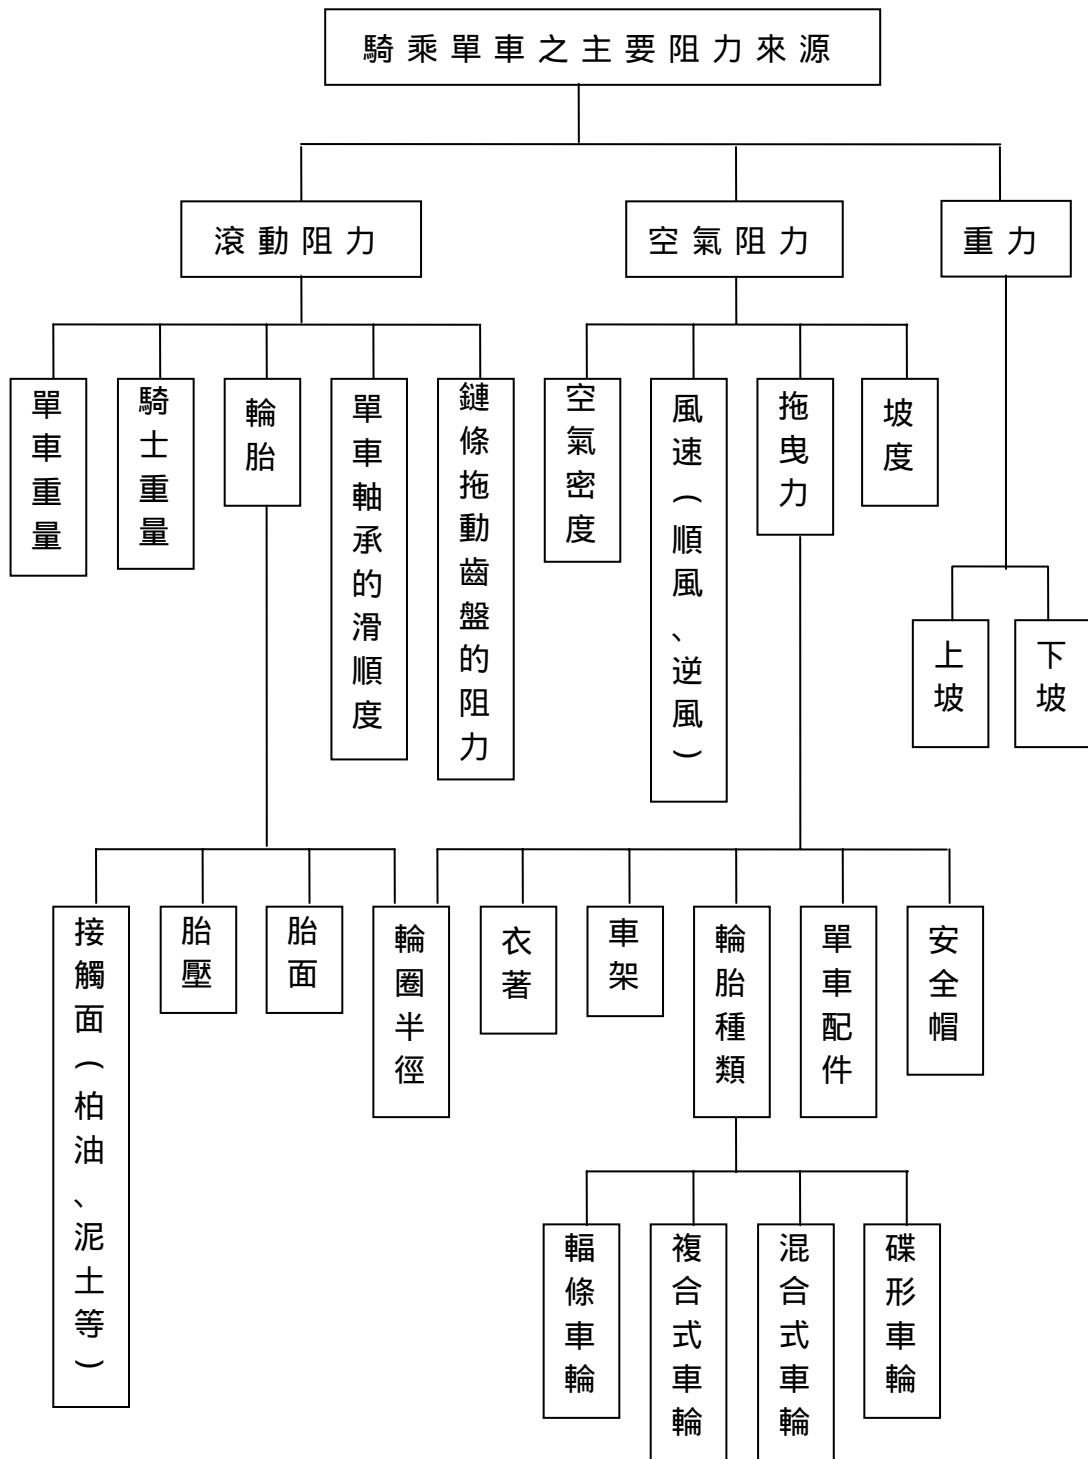 騎乘單車之主要阻力來源
滾動阻力
空氣阻力
重力
單車重量
騎士重量
輪胎
單車軸承的滑順度
鏈條拖動齒盤的阻力
空氣密度
風速(順風、逆風)
拖曳力
坡度
上坡
下坡
接觸面(柏油、泥土等)
胎壓
胎面
輪圈半徑
衣著
車架
輪胎種類
單車配件
安全帽
輻條車輪
複合式車輪
混合式車輪
碟形車輪